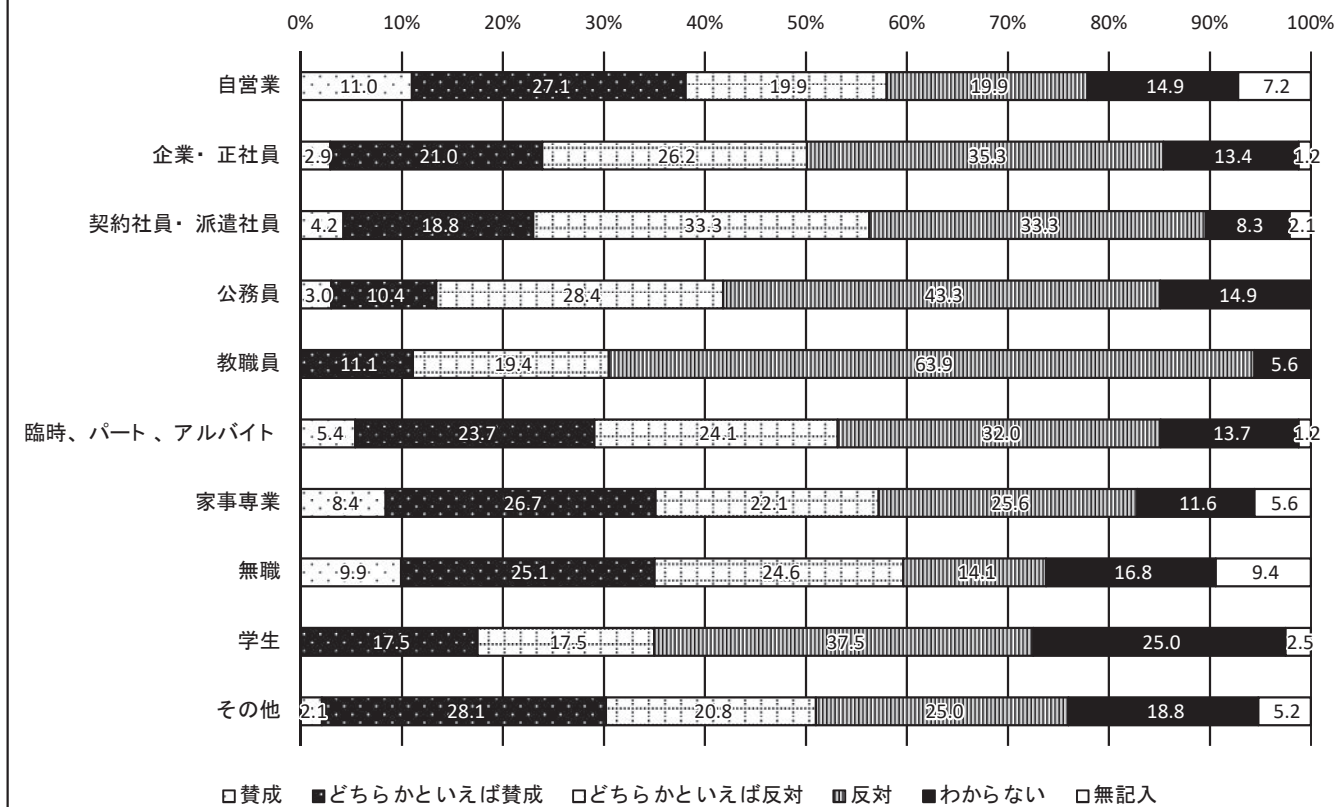 0% 10% 20% 30% 40% 50% 60% 70% 80% 90% 100%
自営業 11.0 27.1 19.9 19.9 14.9 7.2
企業・正社員 2.9 21.0 26.2 35.3 13.4 1.2
契約社員・派遣社員 4.2 18.8 33.3 33.3 8.3 2.1
公務員 3.0 10.4 28.4 43.3 14.9
教職員 11.1 19.4 63.9 5.6
臨時、パート、アルバイト 5.4 23.7 24.1 32.0 13.7 1.2
家事専業 8.4 26.7 22.1 25.6 11.6 5.6
無職 9.9 25.1 24.6 14.1 16.8 9.4
学生 17.5 17.5 37.5 25.0 2.5
その他 2.1 28.1 20.8 25.0 18.8 5.2
賛成 どちらかといえば賛成 どちらかといえば反対 反対 わからない 無記入